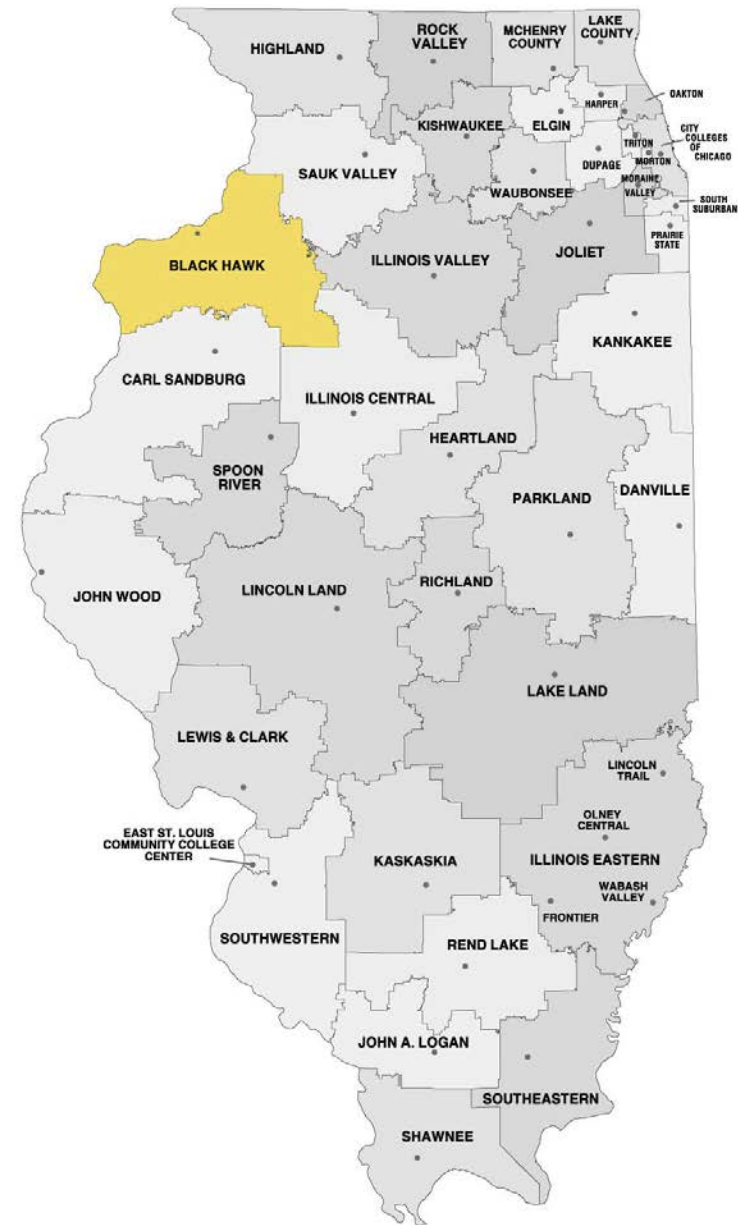 HIGHLAND
ROCK
VALLEY
MCHENRY
COUNTY
LAKE
COUNTY
HARPER
OAKTON
KISHWAUKEE
ELGIN
CITY
COLLEGES
OF
CHICAGO
TRITON
MORTON
DUPAGE
SAUK VALLEY
WAUBONSEE
MORAINE
VALLEY
SOUTH
SUBURBAN
PRAIRIE
STATE
BLACK HAWK
ILLINOIS VALLEY
JOLIET
KANKAKEE
CARL SANDBURG
ILLINOIS CENTRAL
HEARTLAND
SPOON
RIVER
PARKLAND
DANVILLE
JOHN WOOD
LINCOLN LAND
RICHLAND
LAKE LAND
LEWIS & CLARK
LINCOLN
TRAIL
OLNEY
CENTRAL
EAST ST. LOUIS
COMMUNITY COLLEGE
CENTER
KASKASKIA
ILLINOIS EASTERN
WABASH
VALLEY
FRONTIER
SOUTHWESTERN
REND LAKE
JOHN A. LOGAN
SOUTHEASTERN
SHAWNEE